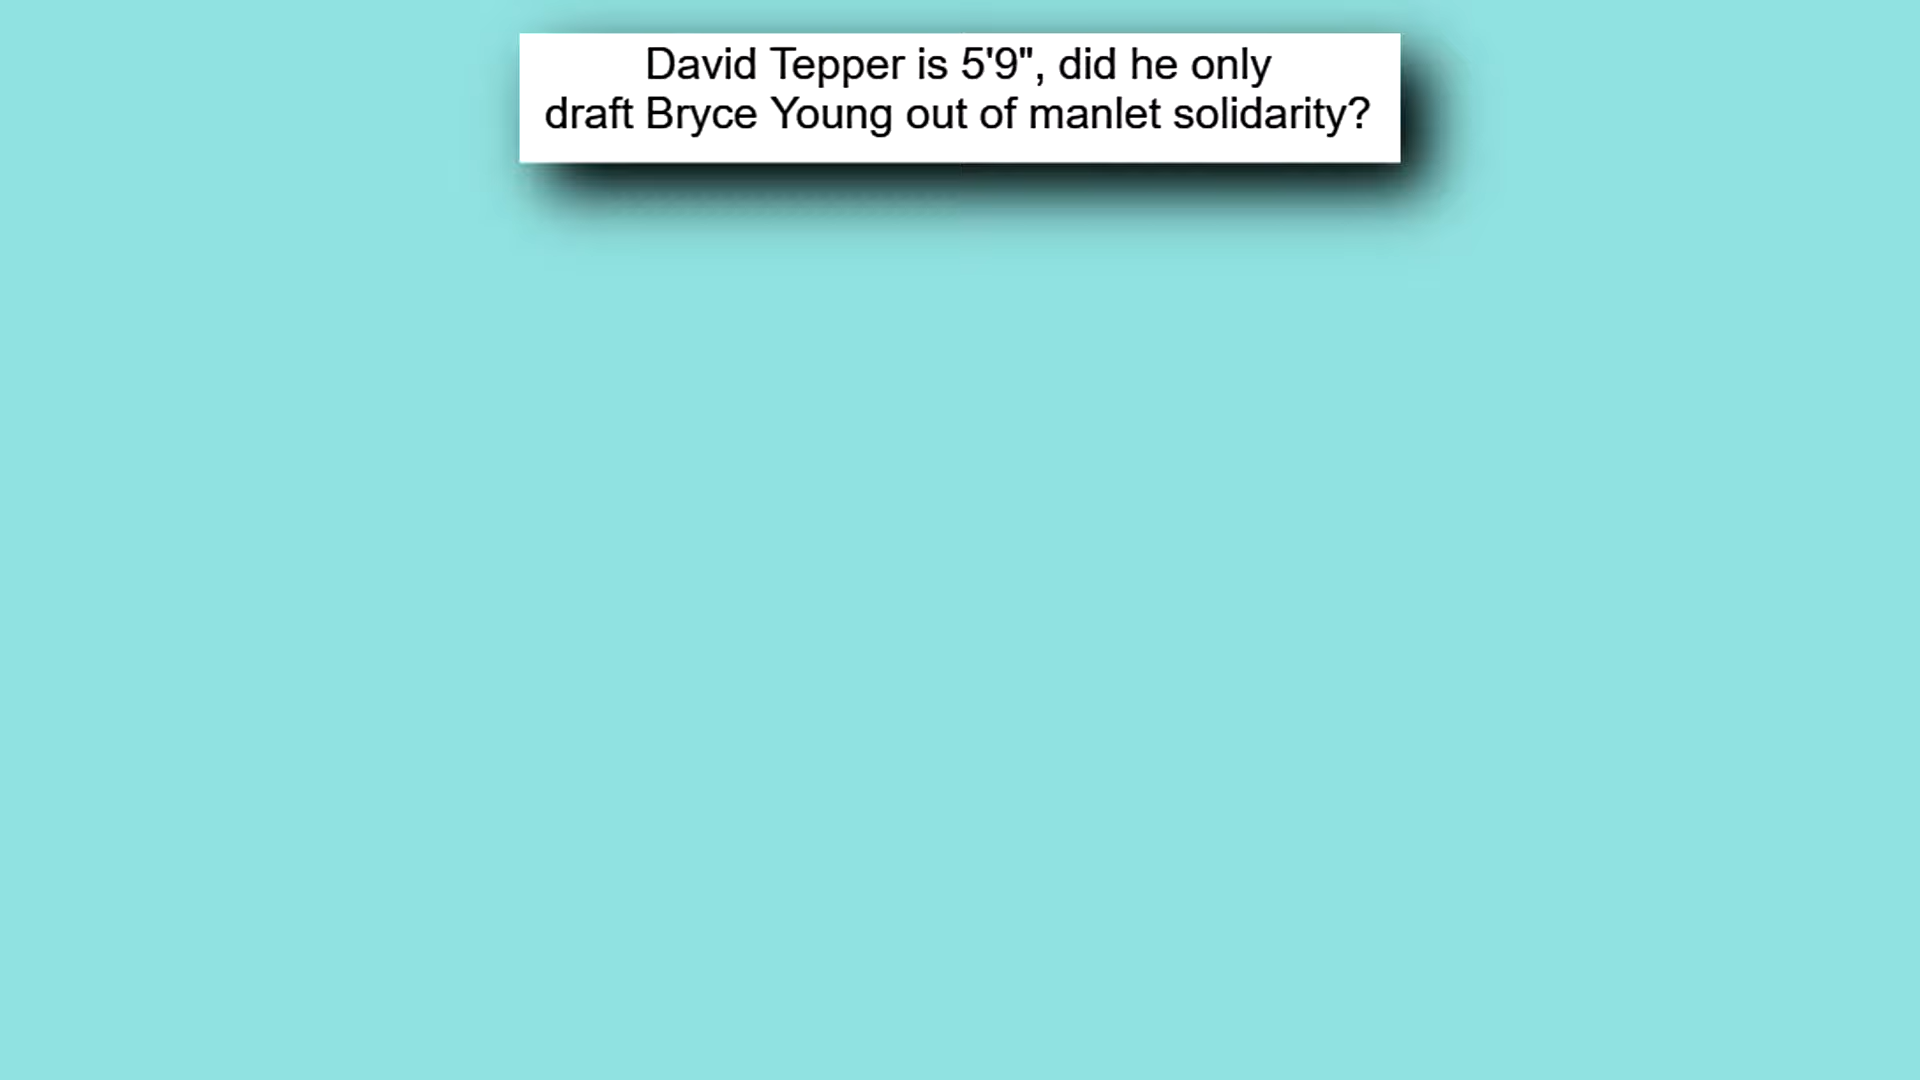 David Tepper is 5'9", did he only
draft Bryce Young out of manlet solidarity?